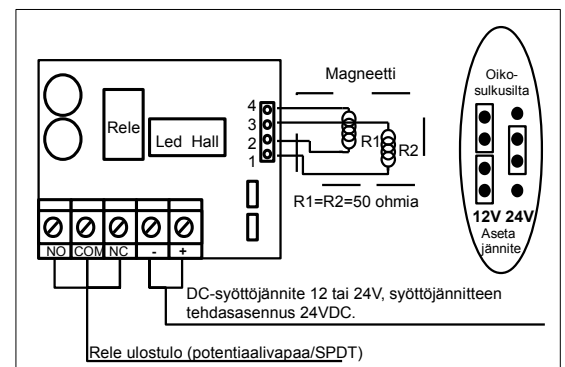 Magneetti
Oiko-
sulkusilta
4
3
2
1
Rele
Led Hall
R1
R2
R1=R2=50 ohmia
12V 24V
Aseta
jännite
NO COM NC - +
DC-syöttöjännite 12 tai 24V, syöttöjännitteen
tehdasasennus 24VDC.
Rele ulostulo (potentiaalivapaa/SPDT)